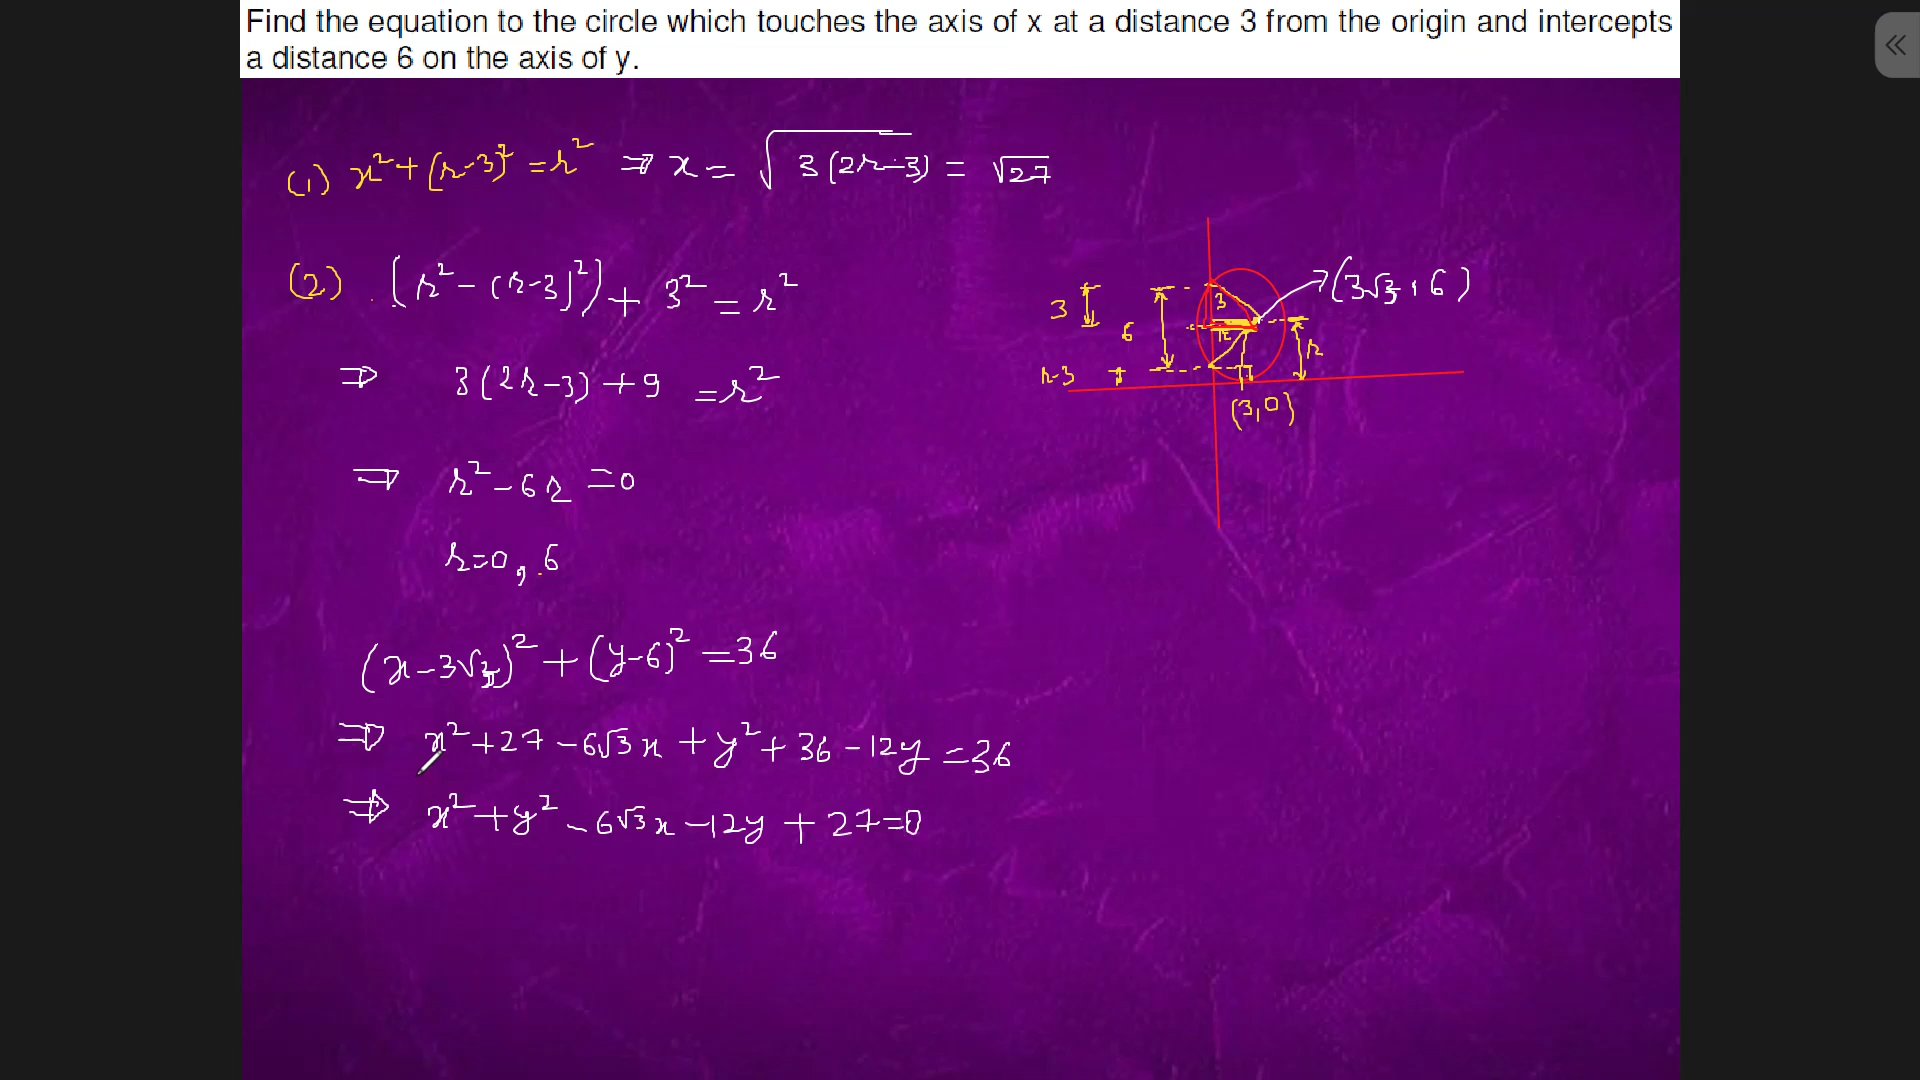 Find the equation to the circle which touches the axis of x at a distance 3 from the origin and intercepts
a distance 6 on the axis of y.
(1) x²+(r-3)²=r² ⇒ x = √3(2r-3) = √27
(2) . (r²-(r-3)²)+3²=r²
⇒ 3(2r-3)+9 =r²
⇒ r²-6r=0
r=0, 6
(x-3√3)²+(y-6)²=36
⇒ x²+27-6√3x+y²+36-12y=36
⇒ x²+y²-6√3x-12y+27=0
(3√3, 6)
3
3
6
r
r-3
(3,0)